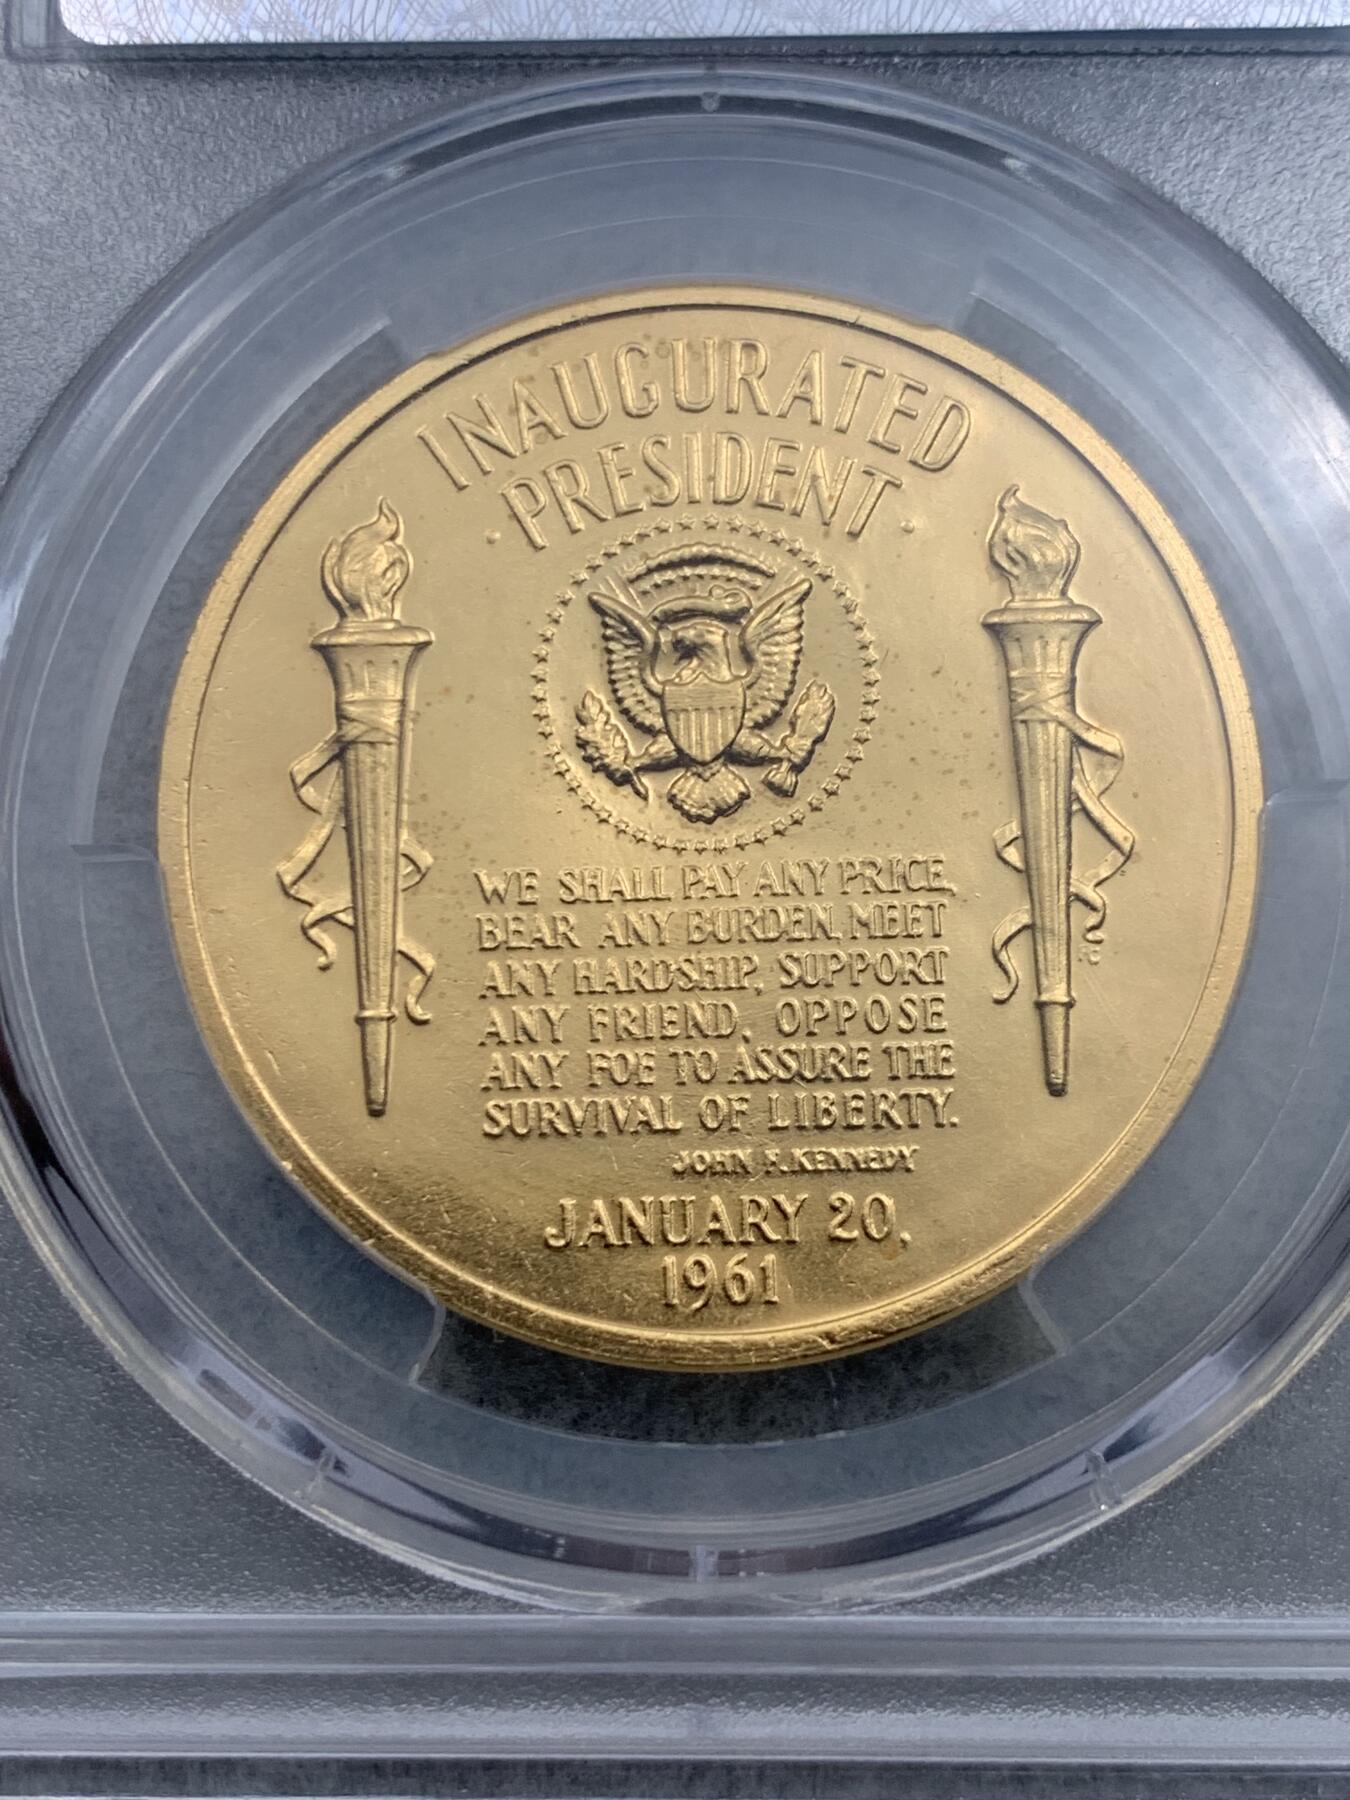 INAUGURATED
· PRESIDENT ·
WE SHALL PAY ANY PRICE,
BEAR ANY BURDEN, MEET
ANY HARDSHIP, SUPPORT
ANY FRIEND, OPPOSE
ANY FOE TO ASSURE THE
SURVIVAL OF LIBERTY.
JOHN F. KENNEDY
JANUARY 20,
1961